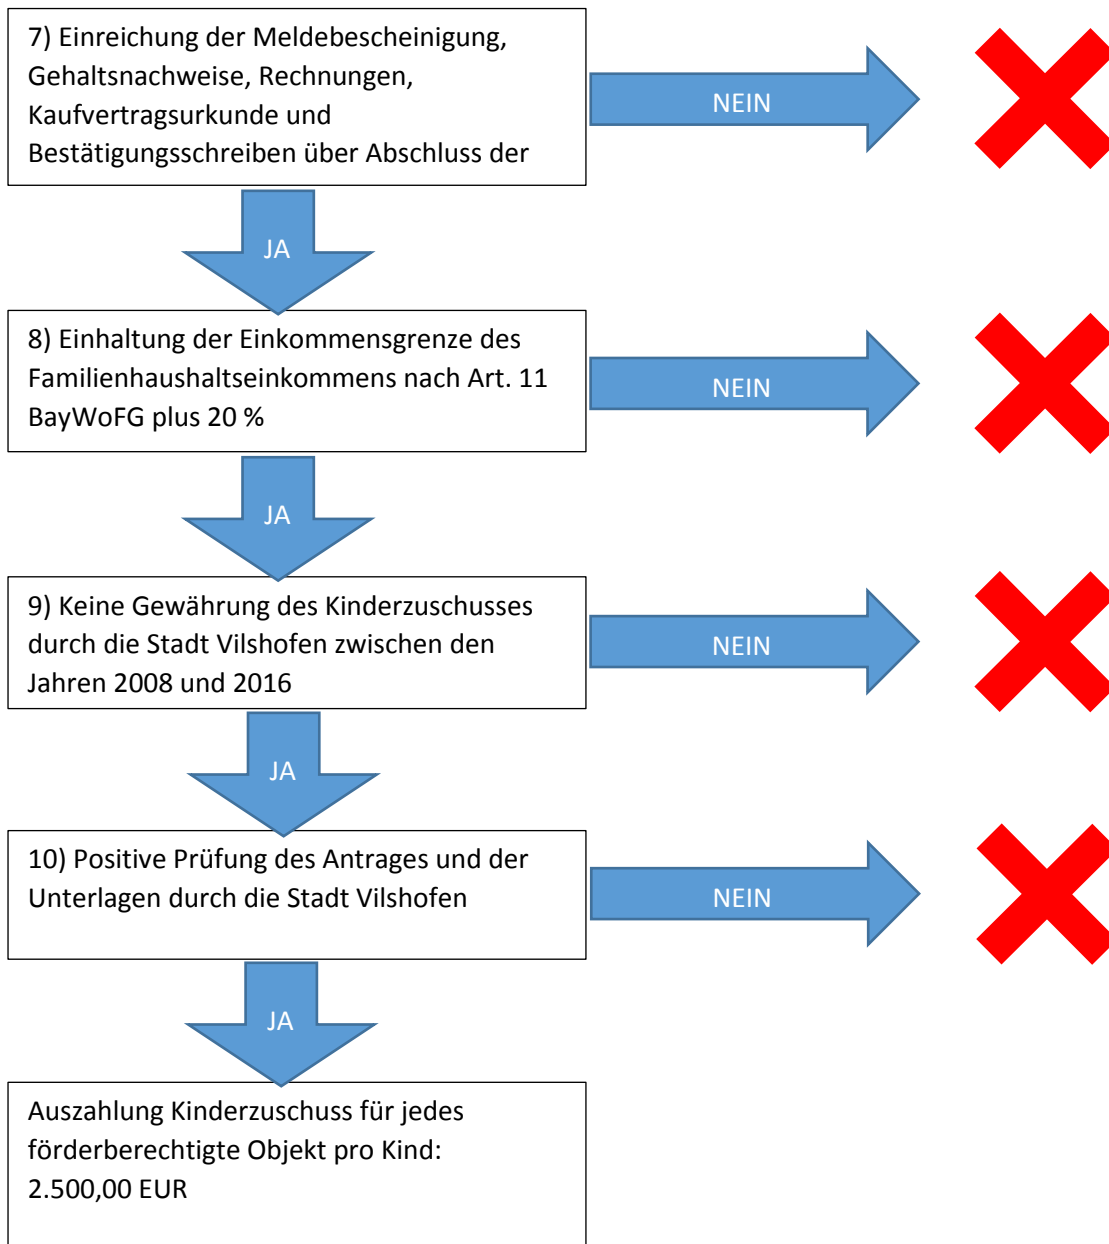 7) Einreichung der Meldebescheinigung,
Gehaltsnachweise, Rechnungen,
Kaufvertragsurkunde und
Bestätigungsschreiben über Abschluss der
NEIN
JA
8) Einhaltung der Einkommensgrenze des
Familienhaushaltseinkommens nach Art. 11
BayWoFG plus 20 %
NEIN
JA
9) Keine Gewährung des Kinderzuschusses
durch die Stadt Vilshofen zwischen den
Jahren 2008 und 2016
NEIN
JA
10) Positive Prüfung des Antrages und der
Unterlagen durch die Stadt Vilshofen
NEIN
JA
Auszahlung Kinderzuschuss für jedes
förderberechtigte Objekt pro Kind:
2.500,00 EUR